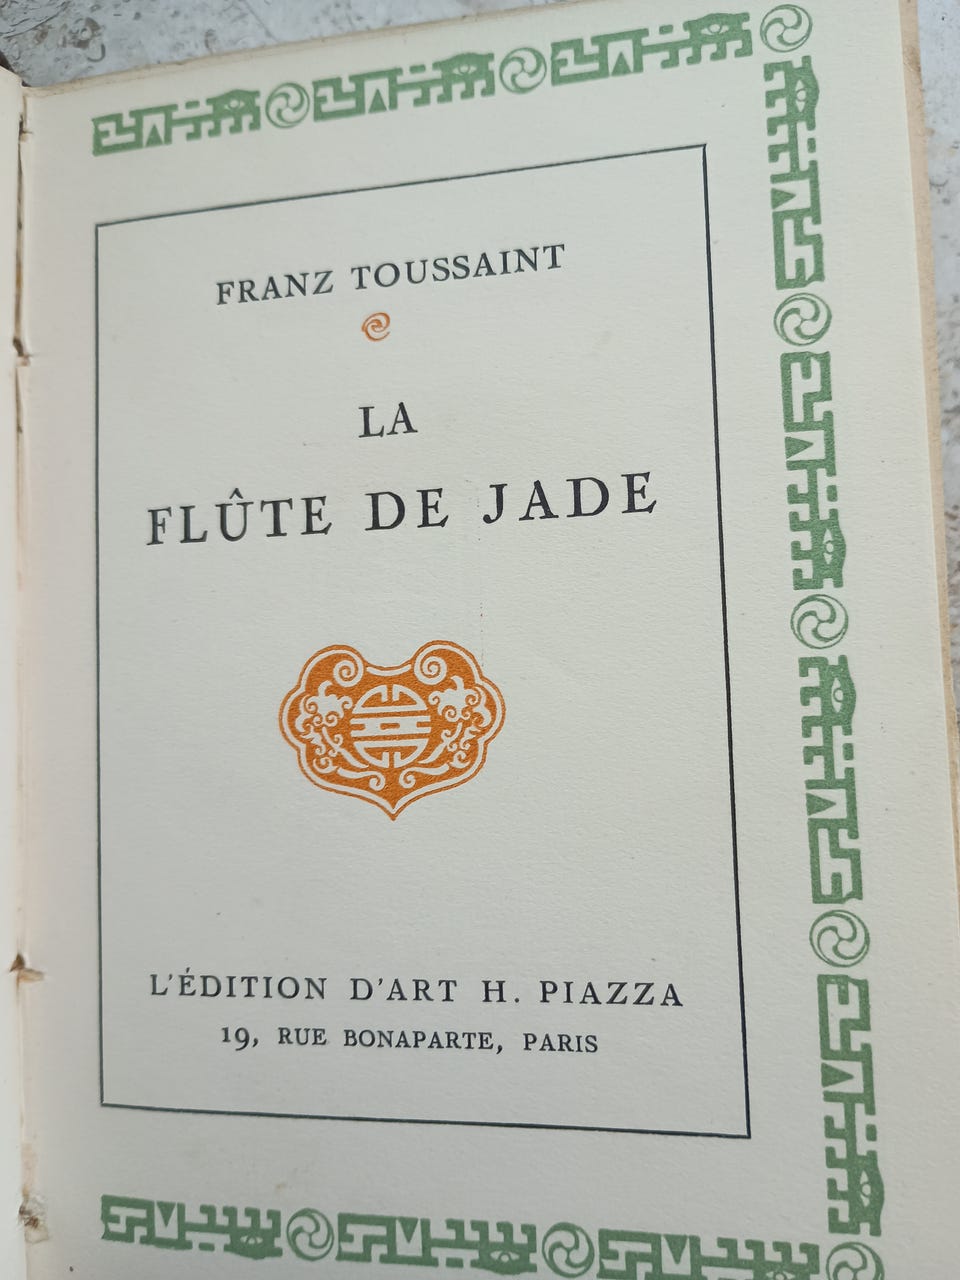 FRANZ TOUSSAINT
LA
FLÛTE DE JADE
L'ÉDITION D'ART H. PIAZZA
19, RUE BONAPARTE, PARIS